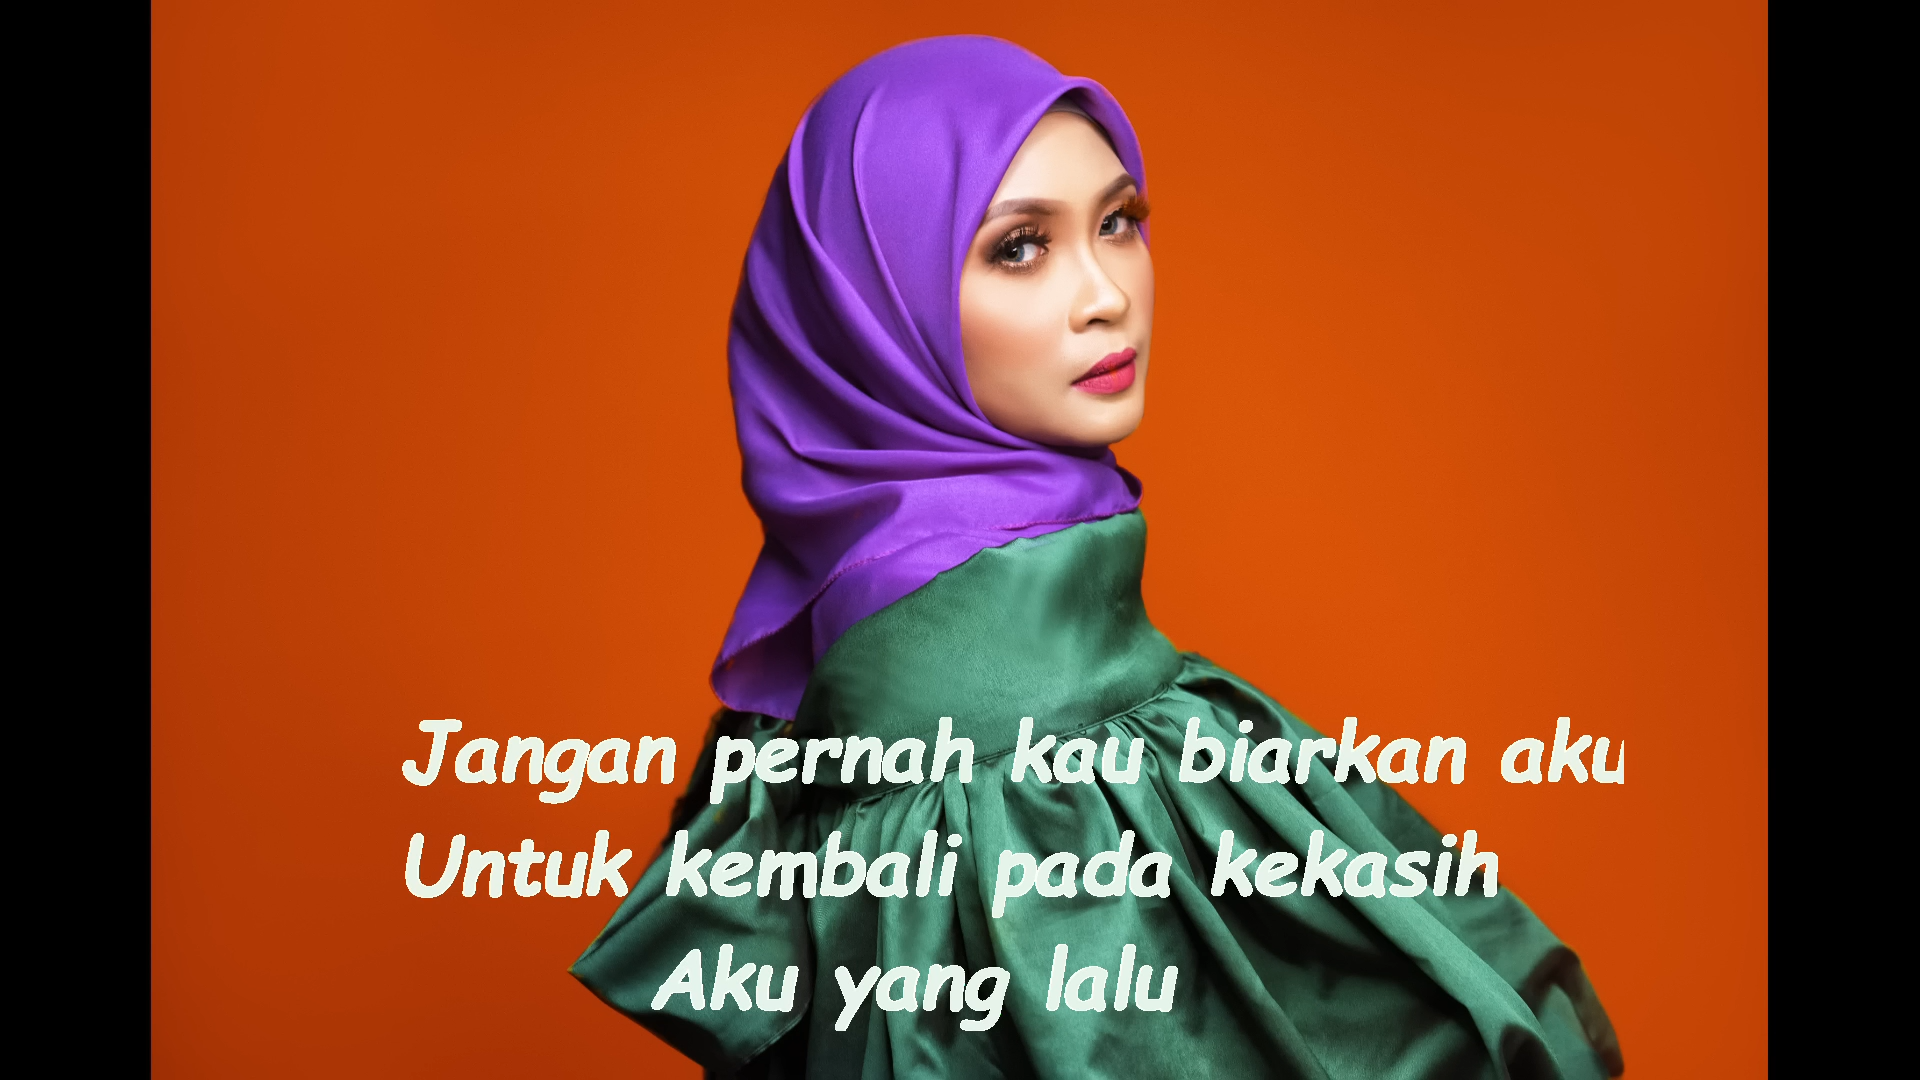 Jangan pernah kau biarkan aku
Untuk kembali pada kekasih
Aku yang lalu